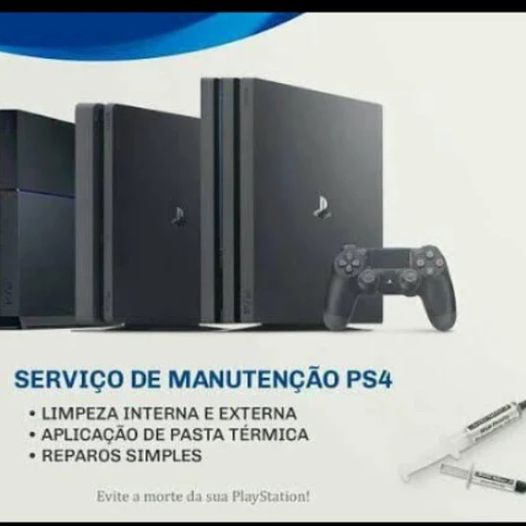 SERVIÇO DE MANUTENÇÃO PS4
• LIMPEZA INTERNA E EXTERNA
• APLICAÇÃO DE PASTA TÉRMICA
• REPAROS SIMPLES
Evite a morte da sua PlayStation!